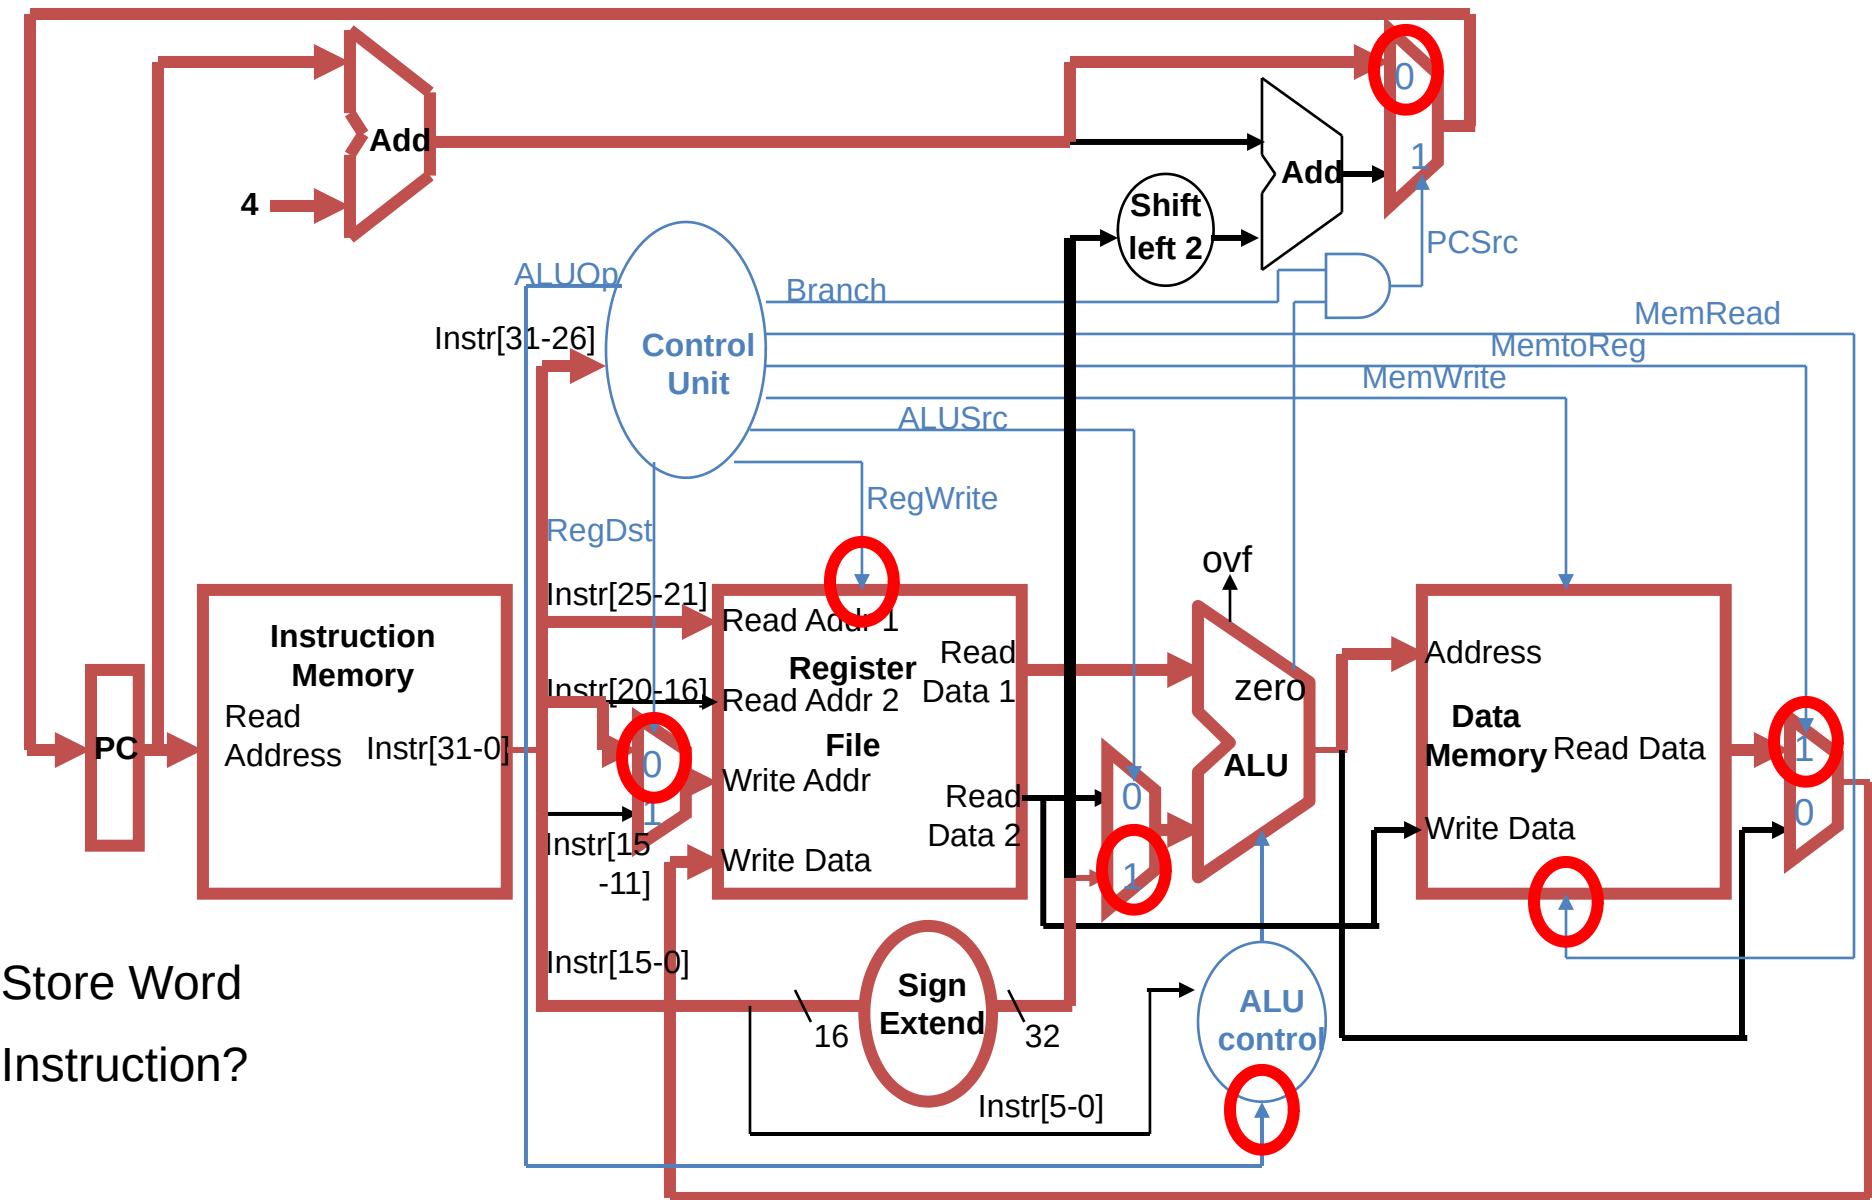 0
Add
1
Add
4
Shift
left 2
PCSrc
ALUOp
Branch
MemRead
Instr[31-26]
Control
Unit
MemtoReg
MemWrite
ALUSrc
RegWrite
RegDst
ovf
Instr[25-21]
Read Addr 1
Instruction
Memory
Register
Read
Data 1
Address
Instr[20-16]
Read Addr 2
zero
Read
Address
Instr[31-0]
PC
File
Data
Memory
Read Data
1
0
Write Addr
ALU
1
Read
Data 2
0
0
Instr[15
-11]
Write Data
Write Data
1
Instr[15-0]
Sign
Extend
16
32
ALU
control
Instr[5-0]
Store Word
Instruction?